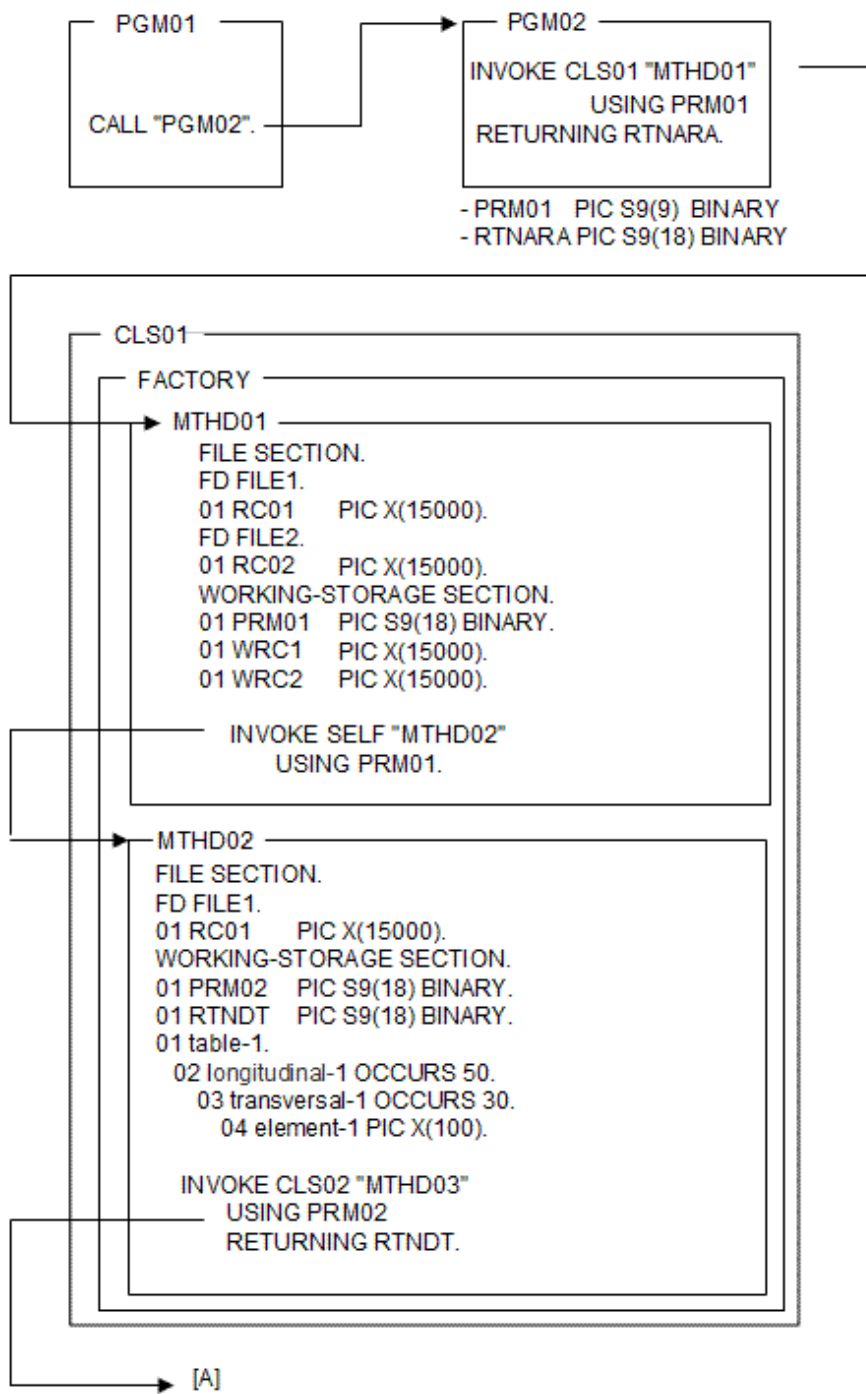 PGM01
CALL "PGM02".
PGM02
INVOKE CLS01 "MTHD01"
USING PRM01
RETURNING RTNARA.
- PRM01 PIC S9(9) BINARY
- RTNARA PIC S9(18) BINARY
CLS01
FACTORY
MTHD01
FILE SECTION.
FD FILE1.
01 RC01 PIC X(15000).
FD FILE2.
01 RC02 PIC X(15000).
WORKING-STORAGE SECTION.
01 PRM01 PIC S9(18) BINARY.
01 WRC1 PIC X(15000).
01 WRC2 PIC X(15000).
INVOKE SELF "MTHD02"
USING PRM01.
MTHD02
FILE SECTION.
FD FILE1.
01 RC01 PIC X(15000).
WORKING-STORAGE SECTION.
01 PRM02 PIC S9(18) BINARY.
01 RTNDT PIC S9(18) BINARY.
01 table-1.
02 longitudinal-1 OCCURS 50.
03 transversal-1 OCCURS 30.
04 element-1 PIC X(100).
INVOKE CLS02 "MTHD03"
USING PRM02
RETURNING RTNDT.
[A]